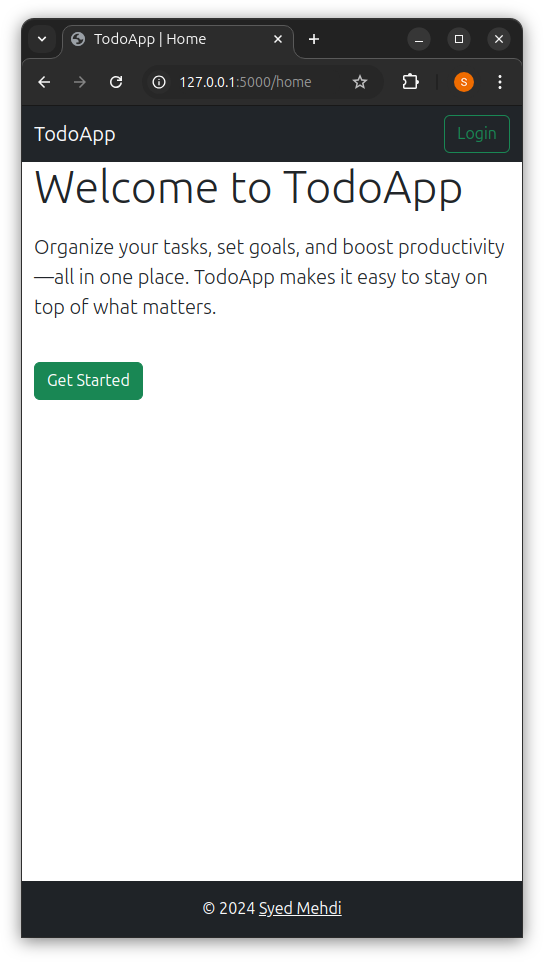 TodoApp | Home
127.0.0.1:5000/home
S
TodoApp
Login
Welcome to TodoApp
Organize your tasks, set goals, and boost productivity
—all in one place. TodoApp makes it easy to stay on
top of what matters.
Get Started
© 2024 Syed Mehdi